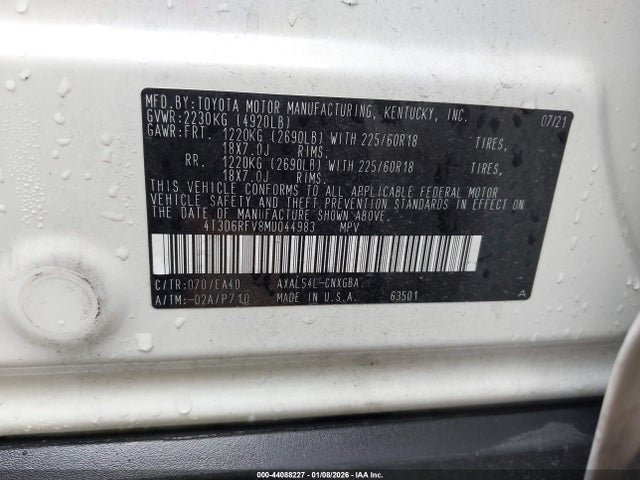 MFD.BY:TOYOTA MOTOR MANUFACTURING, KENTUCKY, INC. 07/21
GVWR:2230KG (4920LB)
GAWR:FRT. 1220KG (2690LB) WITH 225/60R18 TIRES,
18X7.0J RIMS.
RR. 1220KG (2690LB) WITH 225/60R18 TIRES,
18X7.0J RIMS.
THIS VEHICLE CONFORMS TO ALL APPLICABLE FEDERAL MOTOR
VEHICLE SAFETY AND THEFT PREVENTION STANDARDS IN EFFECT ON
THE DATE OF MANUFACTURE SHOWN ABOVE.
4T3D6RFV8MU044983 MPV
C/TR:070/EA40 AXAL54L-CNXGBA
A/TM:-02A/P710 MADE IN U.S.A. 63501 A
000-44088227 - 01/08/2026 - IAA Inc.